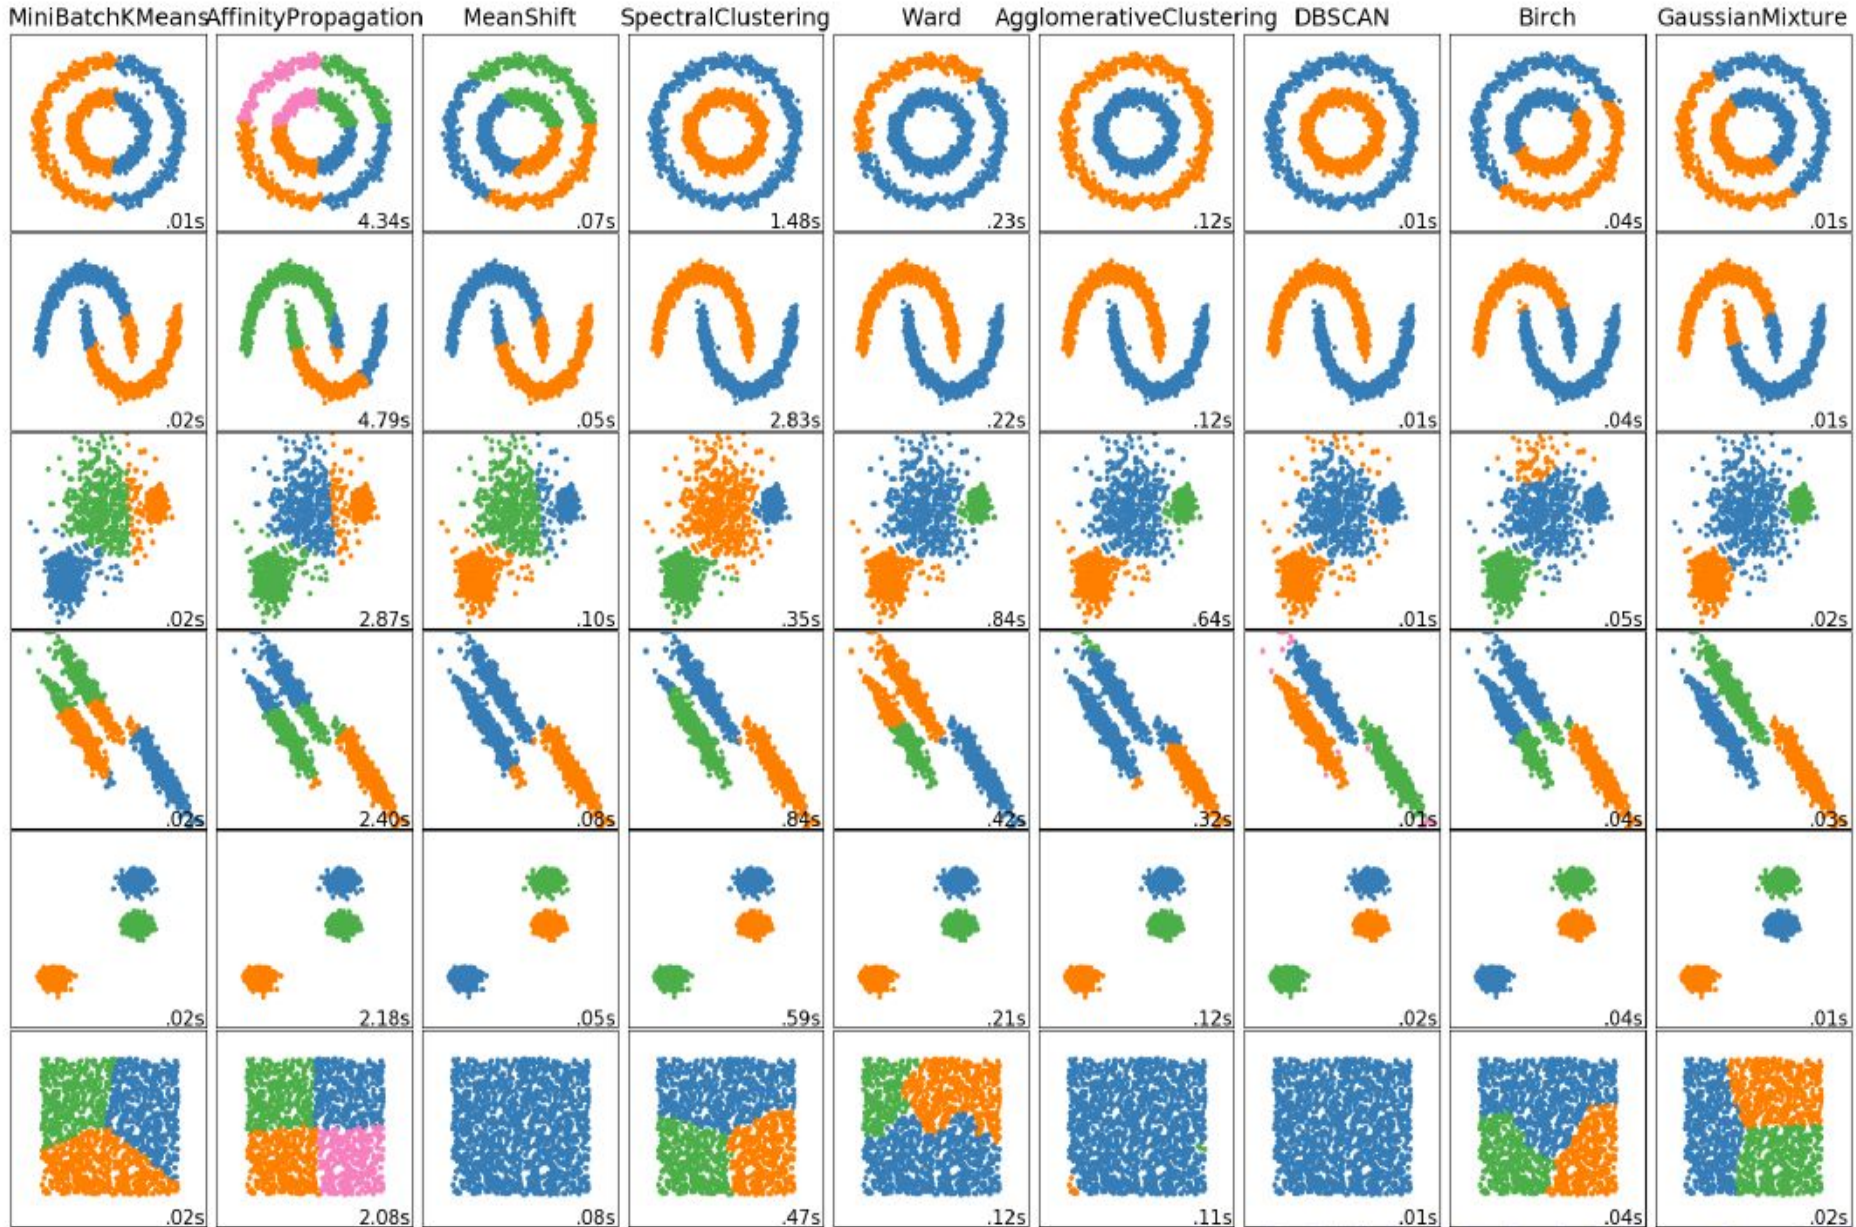 MiniBatchKMeans AffinityPropagation MeanShift SpectralClustering Ward AgglomerativeClustering DBSCAN Birch GaussianMixture
.01s 4.34s .07s 1.48s .23s .12s .01s .04s .01s
.02s 4.79s .05s 2.83s .22s .12s .01s .04s .01s
.02s 2.87s .10s .35s .84s .64s .01s .05s .02s
.02s 2.40s .08s .84s .42s .32s .01s .04s .03s
.02s 2.18s .05s .59s .21s .12s .02s .04s .01s
.02s 2.08s .08s .47s .12s .11s .01s .04s .02s